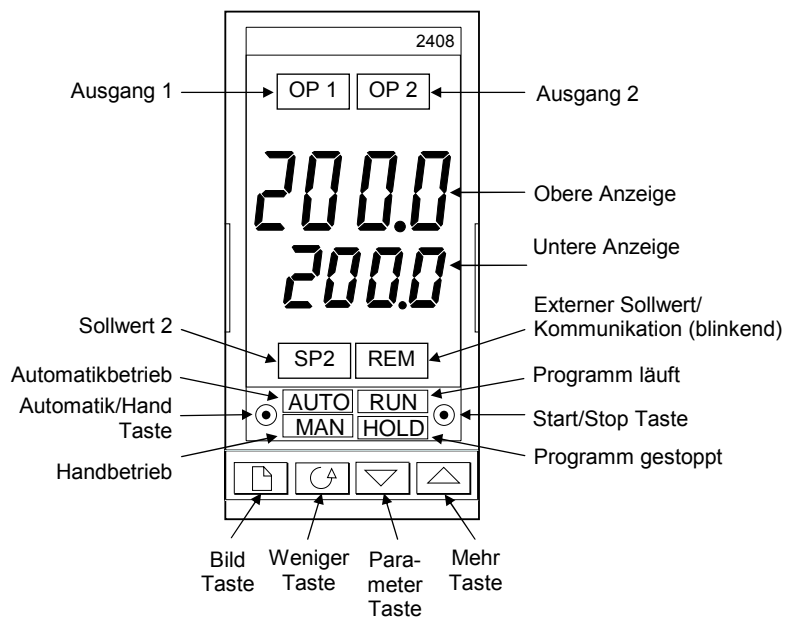 2408
Ausgang 1
OP 1
OP 2
Ausgang 2
200.0
Obere Anzeige
200.0
Untere Anzeige
Sollwert 2
SP2
REM
Externer Sollwert/
Kommunikation (blinkend)
Automatikbetrieb
AUTO
RUN
Programm läuft
Automatik/Hand
Taste
Start/Stop Taste
MAN
HOLD
Handbetrieb
Programm gestoppt
Bild
Taste
Weniger
Taste
Para-
meter
Taste
Mehr
Taste